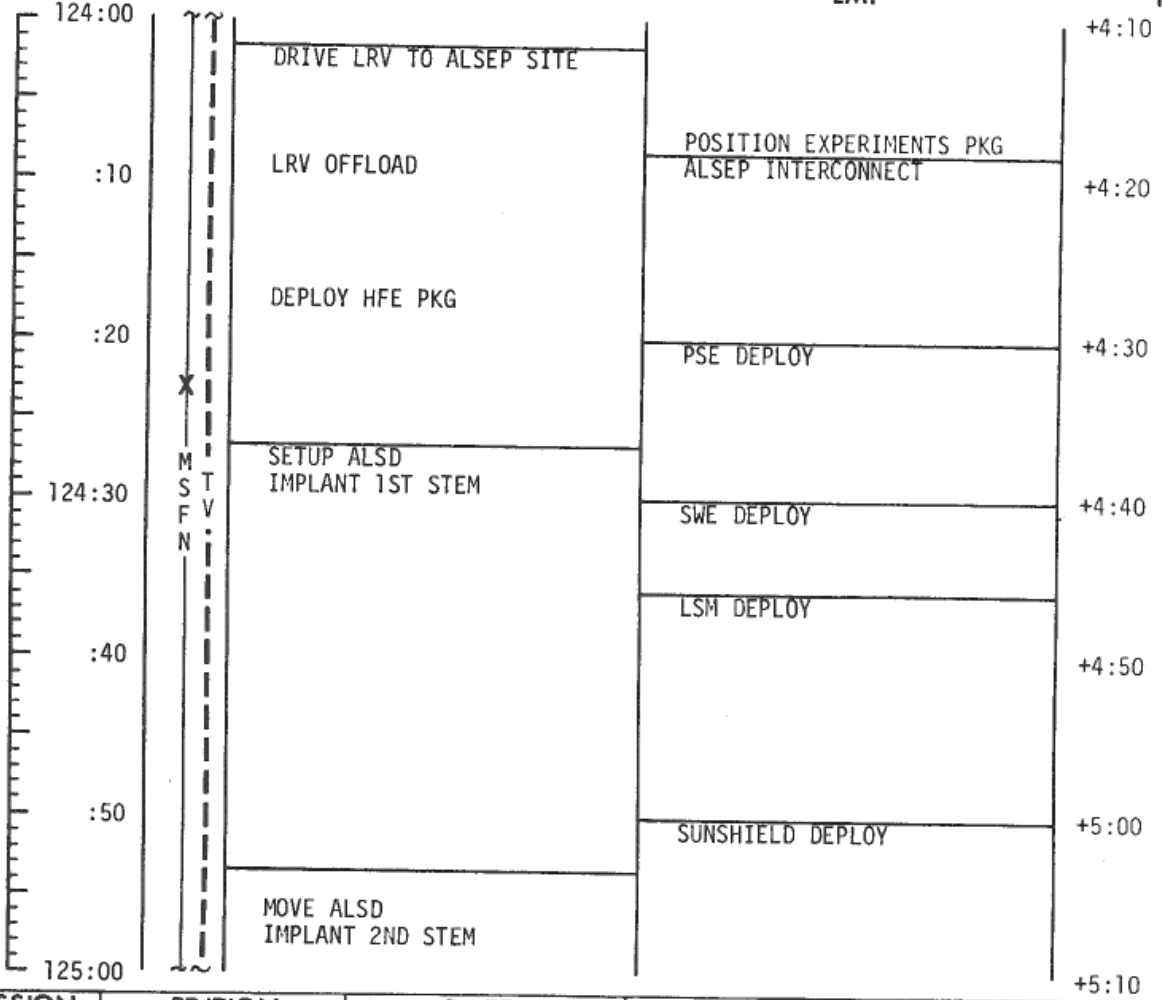 124:00
+4:10
DRIVE LRV TO ALSEP SITE
POSITION EXPERIMENTS PKG
:10
LRV OFFLOAD
ALSEP INTERCONNECT
+4:20
DEPLOY HFE PKG
:20
PSE DEPLOY
+4:30
X
SETUP ALSD
MSFN
TV
124:30
IMPLANT 1ST STEM
SWE DEPLOY
+4:40
LSM DEPLOY
:40
+4:50
:50
SUNSHIELD DEPLOY
+5:00
MOVE ALSD
IMPLANT 2ND STEM
125:00
+5:10